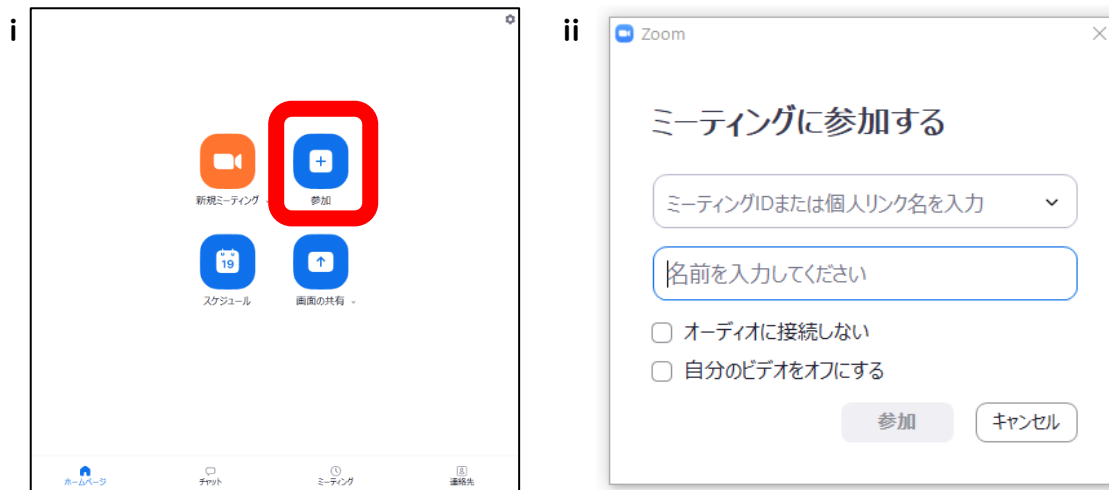 i
新規ミーティング
参加
19
スケジュール
画面の共有
ホームページ
チャット
ミーティング
連絡先
ii
Zoom
ミーティングに参加する
ミーティングIDまたは個人リンク名を入力
名前を入力してください
オーディオに接続しない
自分のビデオをオフにする
参加
キャンセル